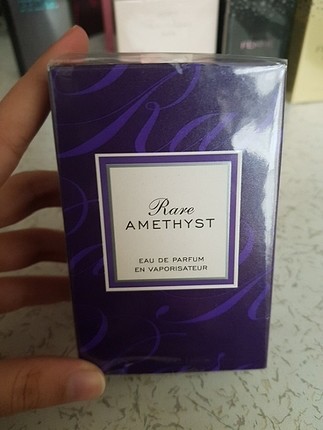 Rare
AMETHYST
EAU DE PARFUM
EN VAPORISATEUR